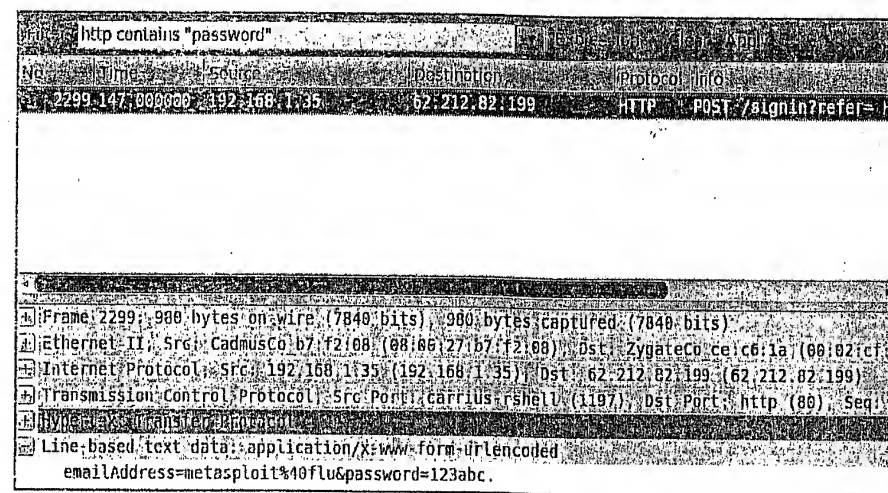 http contains "password"
No. Time Source Destination Protocol Info
2299 147.000000 192.168.1.35 62.212.82.199 HTTP POST /signin?refer=
Frame 2299: 980 bytes on wire (7840 bits), 980 bytes captured (7840 bits)
Ethernet II, Src: CadmusCo_b7:f2:08 (08:00:27:b7:f2:08), Dst: ZygateCo_ce:c6:1a (00:02:cf:
Internet Protocol, Src: 192.168.1.35 (192.168.1.35), Dst: 62.212.82.199 (62.212.82.199)
Transmission Control Protocol, Src Port: carrius-rshell (1197), Dst Port: http (80), Seq:
Hypertext Transfer Protocol
Line-based text data: application/x-www-form-urlencoded
emailAddress=metasploit%40flu&password=123abc.